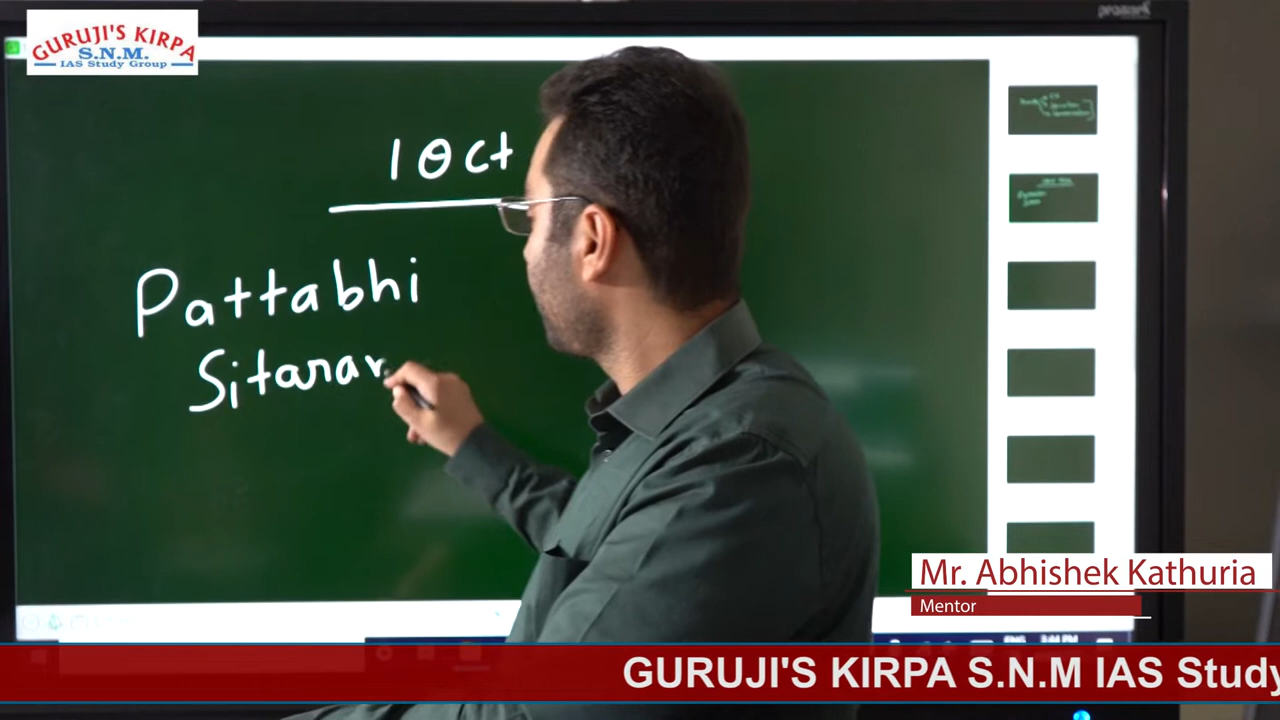 GURUJI'S KIRPA
S.N.M.
IAS Study Group
1 Oct
Pattabhi
Sitarar
Mr. Abhishek Kathuria
Mentor
GURUJI'S KIRPA S.N.M IAS Study